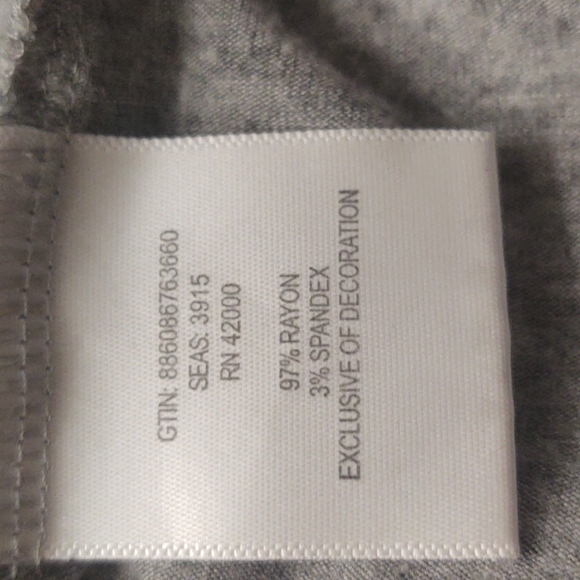 GTIN: 886086763660
SEAS: 3915
RN 42000
97% RAYON
3% SPANDEX
EXCLUSIVE OF DECORATION